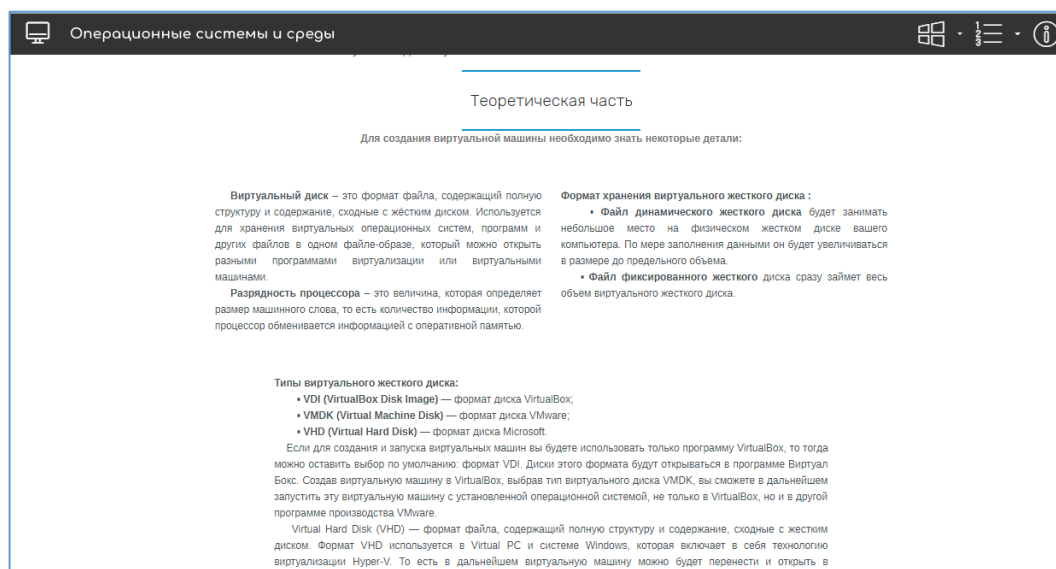 Операционные системы и среды
Теоретическая часть
Для создания виртуальной машины необходимо знать некоторые детали:
Виртуальный диск – это формат файла, содержащий полную
структуру и содержание, сходные с жёстким диском. Используется
для хранения виртуальных операционных систем, программ и
других файлов в одном файле-образе, который можно открыть
разными программами виртуализации или виртуальными
машинами.
Разрядность процессора – это величина, которая определяет
размер машинного слова, то есть количество информации, которой
процессор обменивается информацией с оперативной памятью.
Формат хранения виртуального жесткого диска :
• Файл динамического жесткого диска будет занимать
небольшое место на физическом жестком диске вашего
компьютера. По мере заполнения данными он будет увеличиваться
в размере до предельного объема.
• Файл фиксированного жесткого диска сразу займет весь
объем виртуального жесткого диска.
Типы виртуального жесткого диска:
• VDI (VirtualBox Disk Image) — формат диска VirtualBox;
• VMDK (Virtual Machine Disk) — формат диска VMware;
• VHD (Virtual Hard Disk) — формат диска Microsoft.
Если для создания и запуска виртуальных машин вы будете использовать только программу VirtualBox, то тогда
можно оставить выбор по умолчанию: формат VDI. Диски этого формата будут открываться в программе Виртуал
Бокс. Создав виртуальную машину в VirtualBox, выбрав тип виртуального диска VMDK, вы сможете в дальнейшем
запустить эту виртуальную машину с установленной операционной системой, не только в VirtualBox, но и в другой
программе производства VMware.
Virtual Hard Disk (VHD) — формат файла, содержащий полную структуру и содержание, сходные с жестким
диском. Формат VHD используется в Virtual PC и системе Windows, которая включает в себя технологию
виртуализации Hyper-V. То есть в дальнейшем виртуальную машину можно будет перенести и открыть в